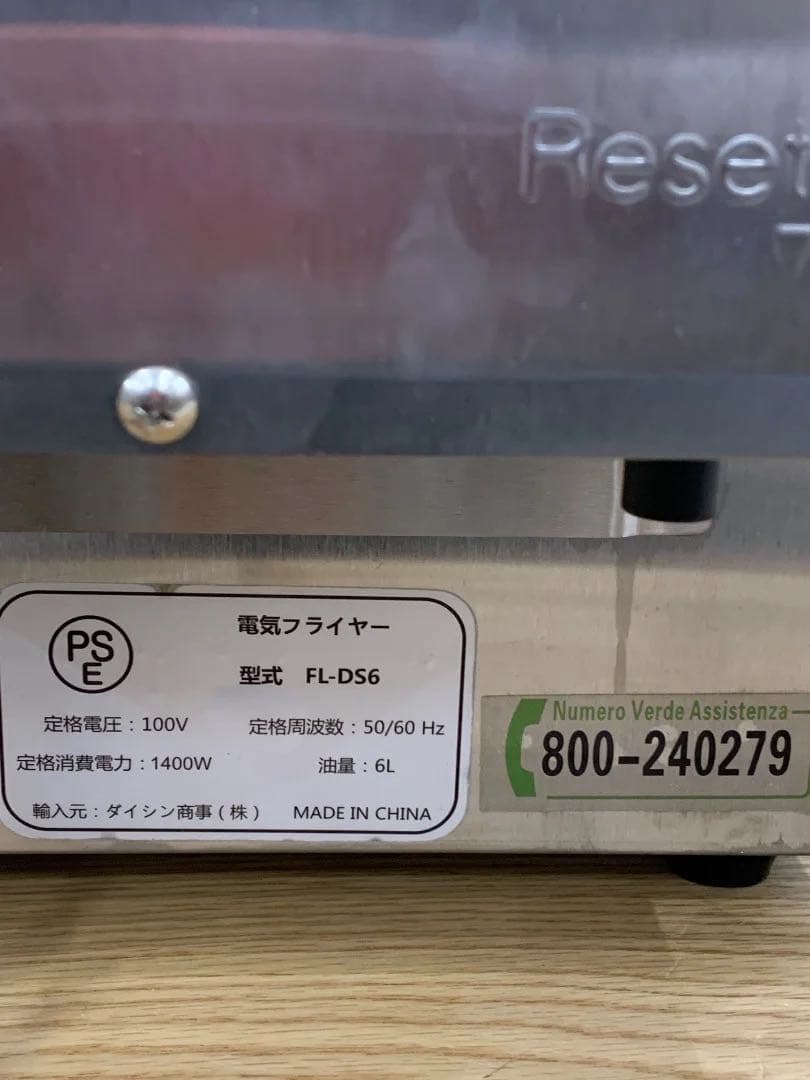 Reset
PS
E
電気フライヤー
型式 FL-DS6
定格電圧：100V 定格周波数：50/60 Hz
定格消費電力：1400W 油量：6L
輸入元：ダイシン商事（株） MADE IN CHINA
Numero Verde Assistenza
800-240279